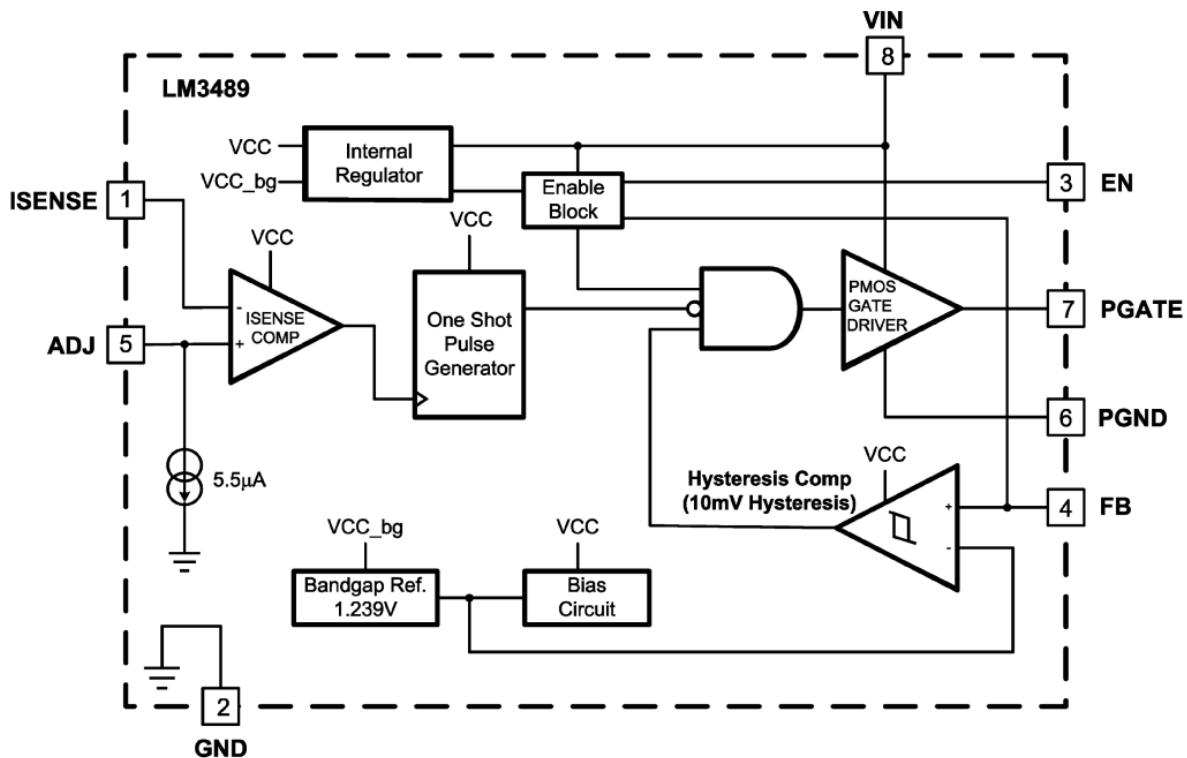 VIN
8
LM3489
VCC
Internal
Regulator
VCC_bg
Enable
Block
3
EN
ISENSE
1
VCC
VCC
-
ISENSE
COMP
+
One Shot
Pulse
Generator
PMOS
GATE
DRIVER
7
PGATE
ADJ
5
6
PGND
5.5µA
Hysteresis Comp
(10mV Hysteresis)
VCC
+
-
4
FB
VCC_bg
VCC
Bandgap Ref.
1.239V
Bias
Circuit
2
GND